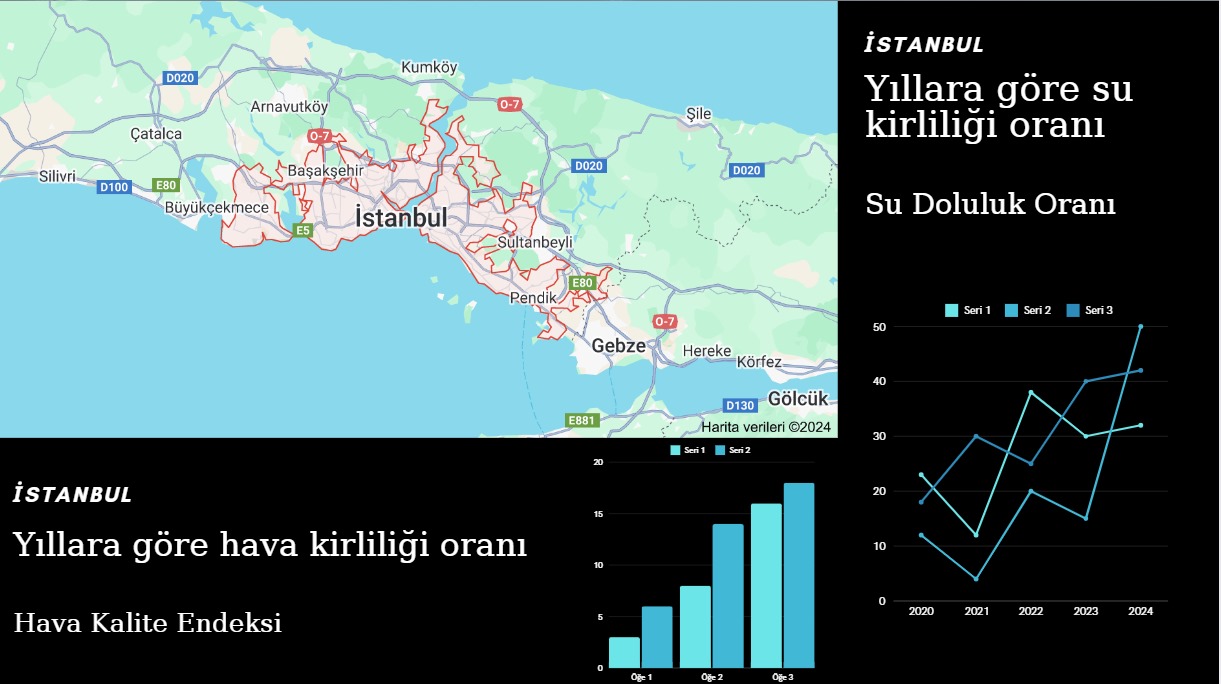 Kumköy
D020
O-7
Arnavutköy
Şile
Çatalca
O-7
D020
D020
Başakşehir
Silivri
D100
E80
Büyükçekmece
İstanbul
E5
Sultanbeyli
E80
Pendik
O-7
Gebze
Hereke
Körfez
Gölcük
D130
E881
Harita verileri ©2024
İSTANBUL
Yıllara göre su
kirliliği oranı
Su Doluluk Oranı
Seri 1 Seri 2 Seri 3
50
40
30
20
10
0
2020 2021 2022 2023 2024
İSTANBUL
Yıllara göre hava kirliliği oranı
Hava Kalite Endeksi
Seri 1 Seri 2
20
15
10
5
0
Öğe 1 Öğe 2 Öğe 3